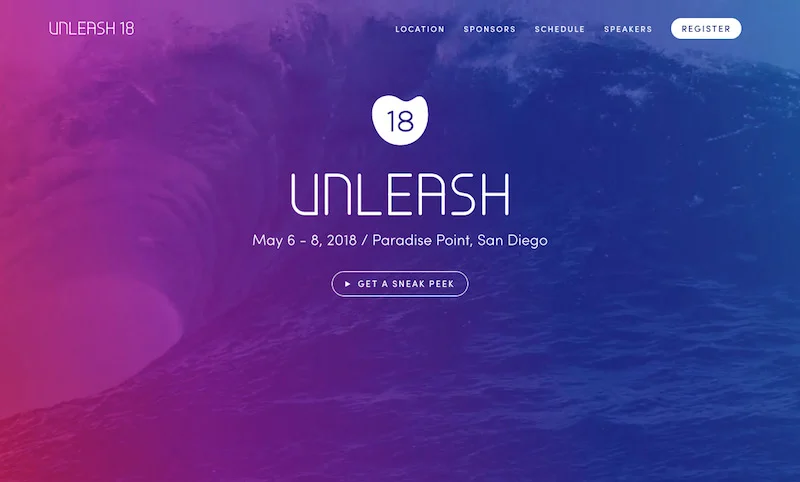 UNLEASH 18
LOCATION SPONSORS SCHEDULE SPEAKERS REGISTER
18
UNLEASH
May 6 - 8, 2018 / Paradise Point, San Diego
GET A SNEAK PEEK